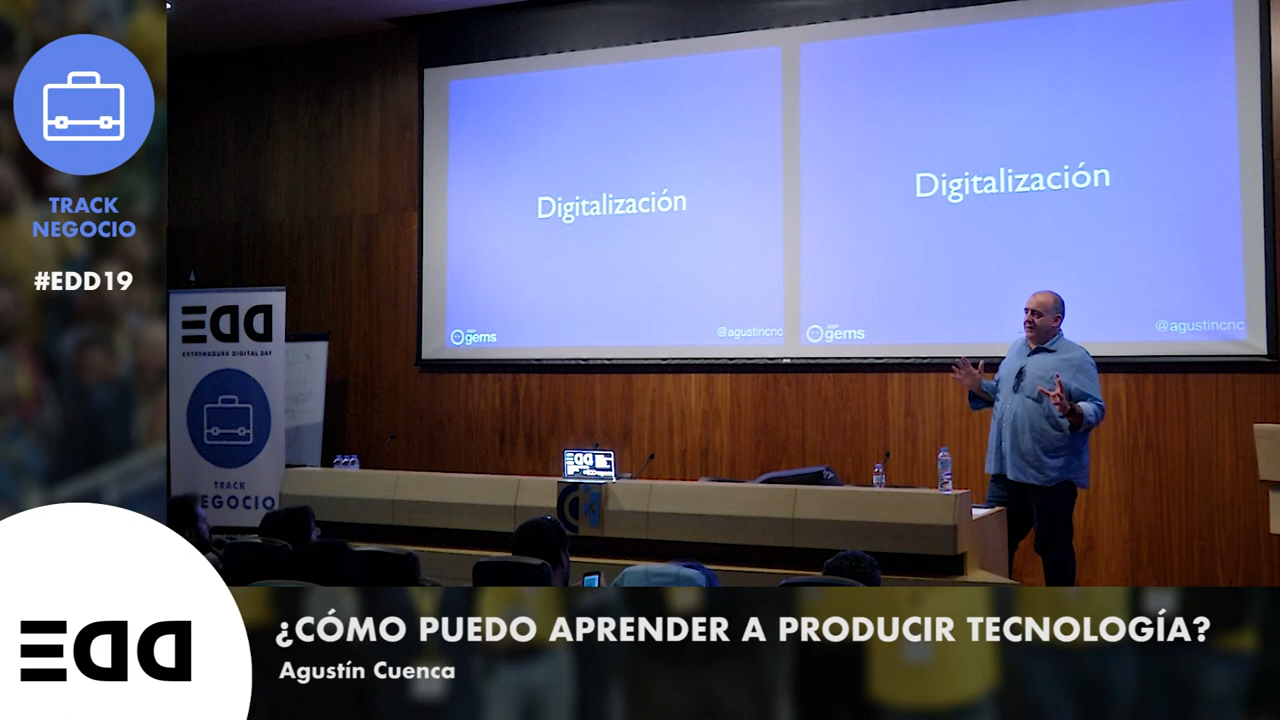 TRACK
NEGOCIO
#EDD19
Digitalización
Digitalización
gems
@agustincnc
gems
@agustincnc
EDD
EXTREMADURA DIGITAL DAY
TRACK
NEGOCIO
EDD
EDD
¿CÓMO PUEDO APRENDER A PRODUCIR TECNOLOGÍA?
Agustín Cuenca